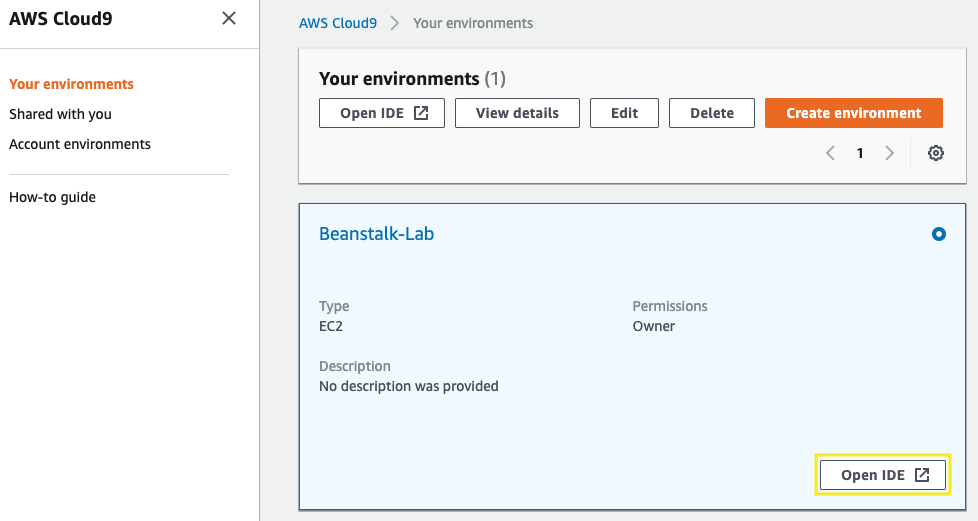 AWS Cloud9
Your environments
Shared with you
Account environments
How-to guide
AWS Cloud9 > Your environments
Your environments (1)
Open IDE View details Edit Delete Create environment
< 1 >
Beanstalk-Lab
Type Permissions
EC2 Owner
Description
No description was provided
Open IDE